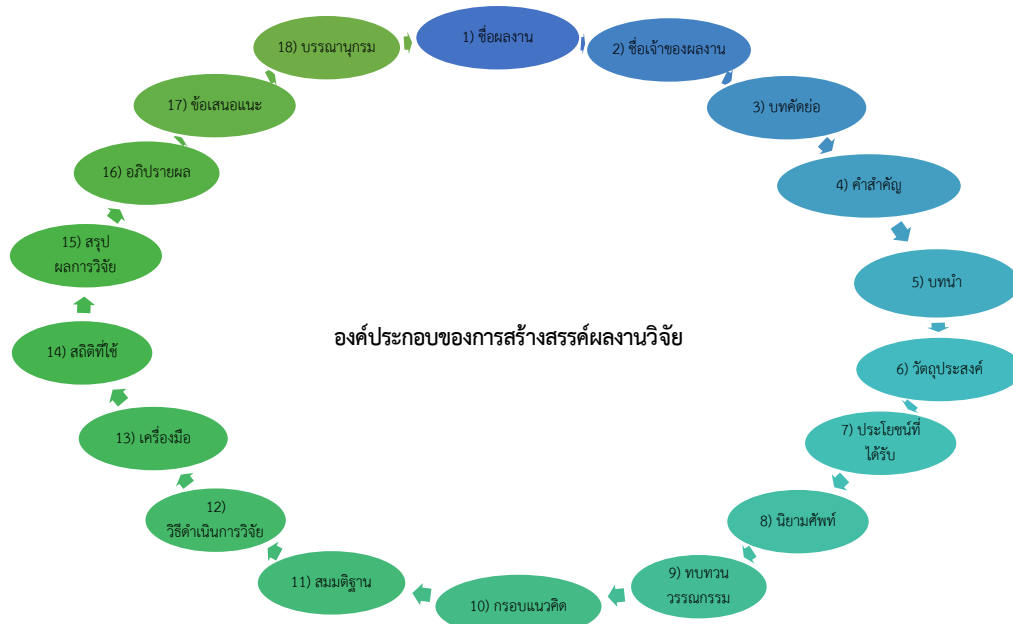 1) ชื่อผลงาน
2) ชื่อเจ้าของผลงาน
3) บทคัดย่อ
4) คำสำคัญ
5) บทนำ
6) วัตถุประสงค์
7) ประโยชน์ที่
ได้รับ
8) นิยามศัพท์
9) ทบทวน
วรรณกรรม
10) กรอบแนวคิด
11) สมมติฐาน
12)
วิธีดำเนินการวิจัย
13) เครื่องมือ
14) สถิติที่ใช้
15) สรุป
ผลการวิจัย
16) อภิปรายผล
17) ข้อเสนอแนะ
18) บรรณานุกรม
องค์ประกอบของการสร้างสรรค์ผลงานวิจัย